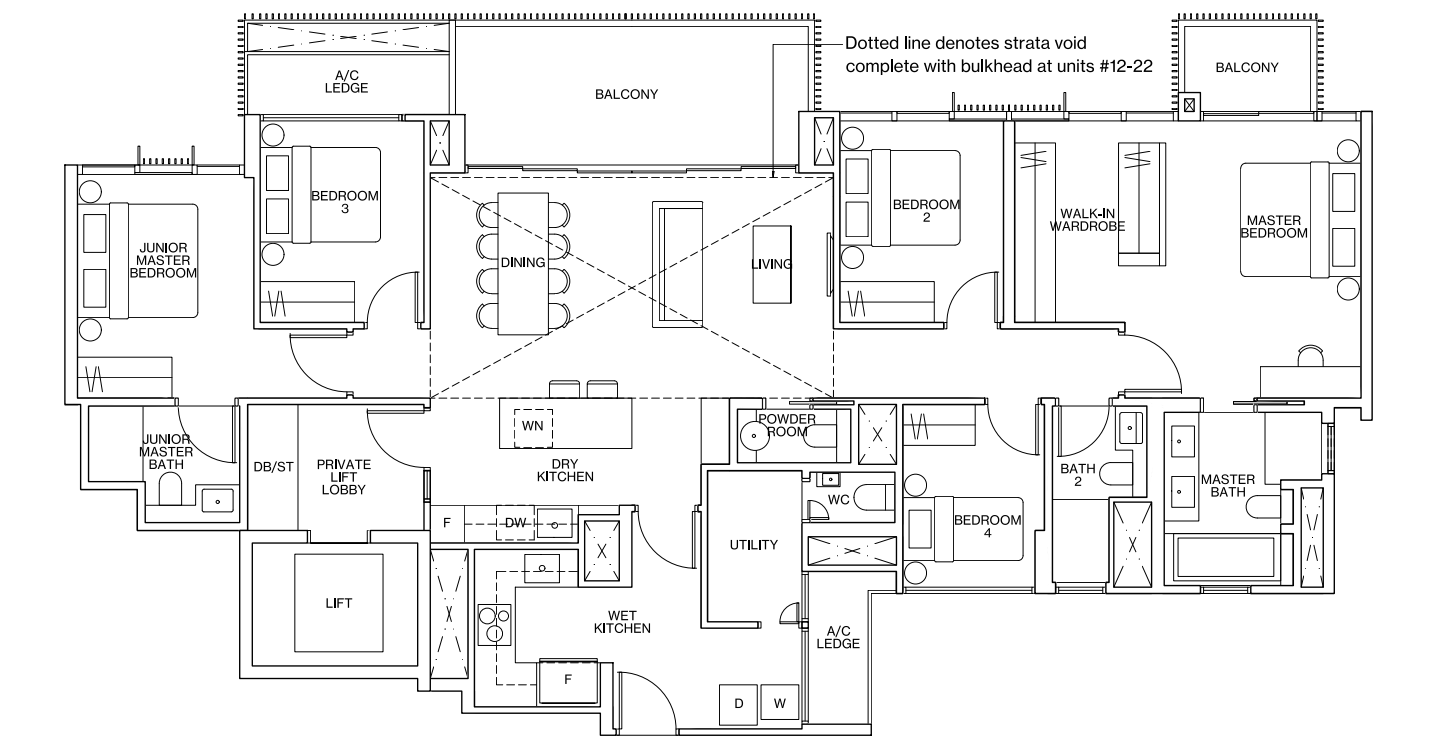 Dotted line denotes strata void
complete with bulkhead at units #12-22
A/C
LEDGE
BALCONY
BALCONY
BEDROOM
3
BEDROOM
2
WALK-IN
WARDROBE
MASTER
BEDROOM
JUNIOR
MASTER
BEDROOM
DINING
LIVING
WN
POWDER
ROOM
JUNIOR
MASTER
BATH
DB/ST
PRIVATE
LIFT
LOBBY
DRY
KITCHEN
BATH
2
MASTER
BATH
WC
F
DW
BEDROOM
4
UTILITY
LIFT
WET
KITCHEN
A/C
LEDGE
F
D
W